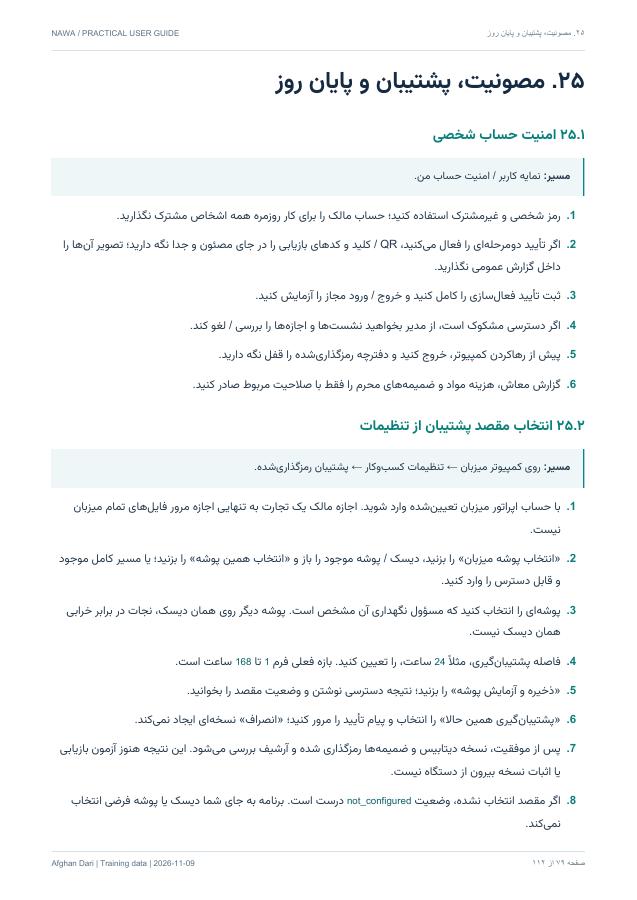 NAWA / PRACTICAL USER GUIDE
۲۵. مصونیت، پشتیبان و پایان روز
۲۵. مصونیت، پشتیبان و پایان روز
۲۵.۱ امنیت حساب شخصی
مسیر: نمایه کاربر / امنیت حساب من.
1. رمز شخصی و غیرمشترک استفاده کنید؛ حساب مالک را برای کار روزمره همه اشخاص مشترک نگذارید.
2. اگر تأیید دومرحله‌ای را فعال می‌کنید، QR / کلید و کدهای بازیابی را در جای مصئون و جدا نگه دارید؛ تصویر آن‌ها را
داخل گزارش عمومی نگذارید.
3. ثبت تأیید فعال‌سازی را کامل کنید و خروج / ورود مجاز را آزمایش کنید.
4. اگر دسترسی مشکوک است، از مدیر بخواهید نشست‌ها و اجازه‌ها را بررسی / لغو کند.
5. پیش از رهاکردن کمپیوتر، خروج کنید و دفترچه رمزگذاری‌شده را قفل نگه دارید.
6. گزارش معاش، هزینه مواد و ضمیمه‌های محرم را فقط با صلاحیت مربوط صادر کنید.
۲۵.۲ انتخاب مقصد پشتیبان از تنظیمات
مسیر: روی کمپیوتر میزبان ← تنظیمات کسب‌وکار ← پشتیبان رمزگذاری‌شده.
1. با حساب اپراتور میزبان تعیین‌شده وارد شوید. اجازه مالک یک تجارت به تنهایی اجازه مرور فایل‌های تمام میزبان
نیست.
2. «انتخاب پوشه میزبان» را بزنید، دیسک / پوشه موجود را باز و «انتخاب همین پوشه» را بزنید؛ یا مسیر کامل موجود
و قابل دسترس را وارد کنید.
3. پوشه‌ای را انتخاب کنید که مسؤول نگهداری آن مشخص است. پوشه دیگر روی همان دیسک، نجات در برابر خرابی
همان دیسک نیست.
4. فاصله پشتیبان‌گیری، مثلاً 24 ساعت، را تعیین کنید. بازه فعلی فرم 1 تا 168 ساعت است.
5. «ذخیره و آزمایش پوشه» را بزنید؛ نتیجه دسترسی نوشتن و وضعیت مقصد را بخوانید.
6. «پشتیبان‌گیری همین حالا» را انتخاب و پیام تأیید را مرور کنید؛ «انصراف» نسخه‌ای ایجاد نمی‌کند.
7. پس از موفقیت، نسخه دیتابیس و ضمیمه‌ها رمزگذاری شده و آرشیف بررسی می‌شود. این نتیجه هنوز آزمون بازیابی
یا اثبات نسخه بیرون از دستگاه نیست.
8. اگر مقصد انتخاب نشده، وضعیت not_configured درست است. برنامه به جای شما دیسک یا پوشه فرضی انتخاب
نمی‌کند.
Afghan Dari | Training data | 2026-11-09
صفحه ۷۹ از ۱۱۲